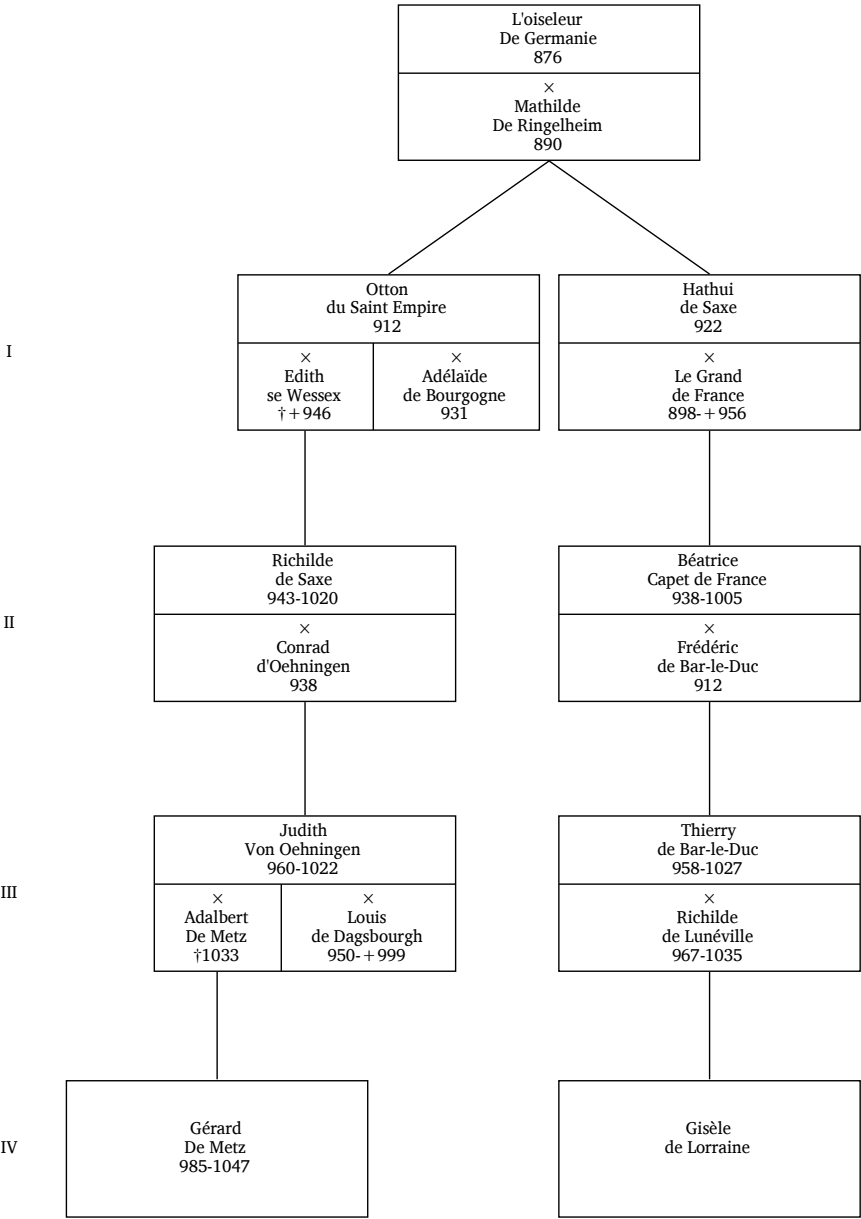 L'oiseleur
De Germanie
876
×
Mathilde
De Ringelheim
890
I
Otton
du Saint Empire
912
×
Edith
se Wessex
†+946
×
Adélaïde
de Bourgogne
931
Hathui
de Saxe
922
×
Le Grand
de France
898-+956
II
Richilde
de Saxe
943-1020
×
Conrad
d'Oehningen
938
Béatrice
Capet de France
938-1005
×
Frédéric
de Bar-le-Duc
912
III
Judith
Von Oehningen
960-1022
×
Adalbert
De Metz
†1033
×
Louis
de Dagsbourgh
950-+999
Thierry
de Bar-le-Duc
958-1027
×
Richilde
de Lunéville
967-1035
IV
Gérard
De Metz
985-1047
Gisèle
de Lorraine